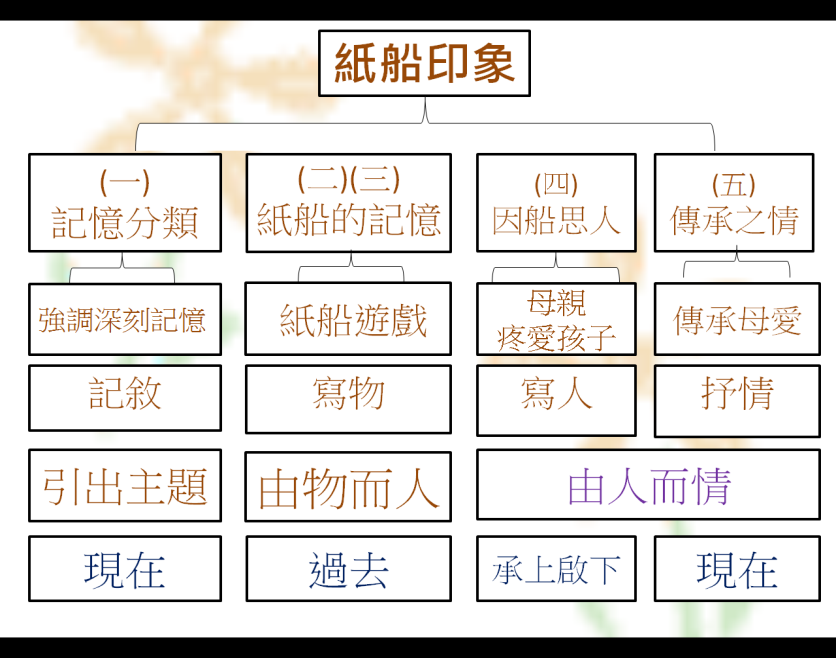 紙船印象
(一)
記憶分類
(二)(三)
紙船的記憶
(四)
因船思人
(五)
傳承之情
強調深刻記憶
紙船遊戲
母親
疼愛孩子
傳承母愛
記敘
寫物
寫人
抒情
引出主題
由物而人
由人而情
現在
過去
承上啟下
現在